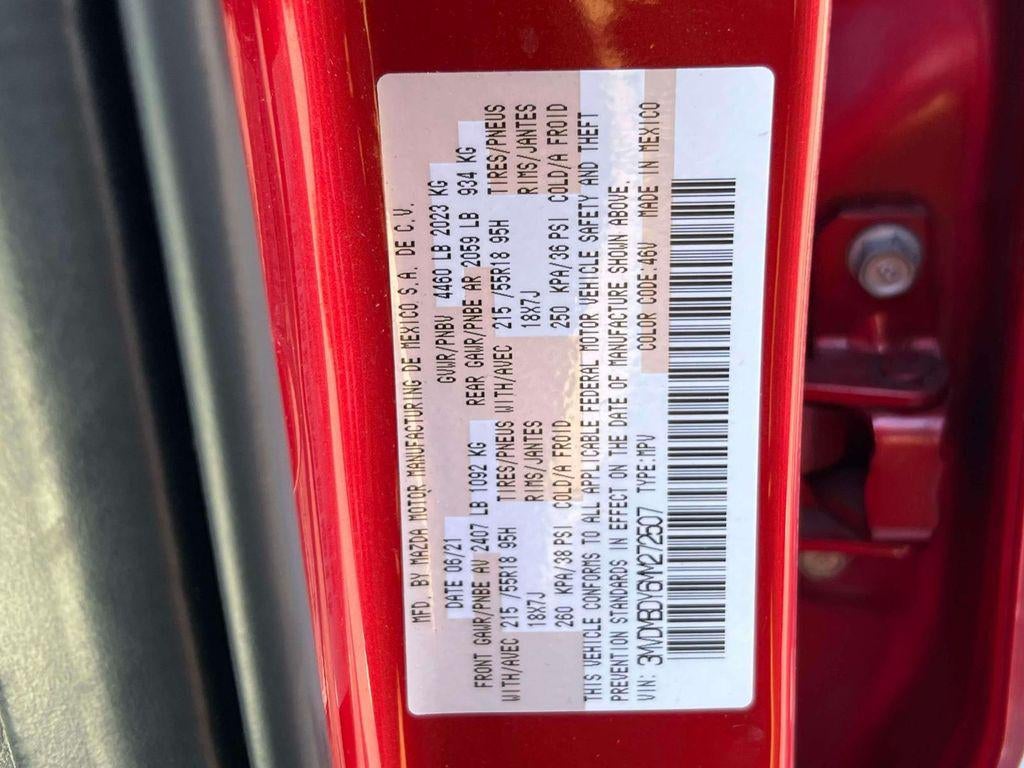 MFD. BY MAZDA MOTOR MANUFACTURING DE MEXICO S.A. DE C.V.
DATE 06/21 GVWR/PNBV 4460 LB 2023 KG
FRONT GAWR/PNBE AV 2407 LB 1092 KG REAR GAWR/PNBE AR 2059 LB 934 KG
WITH/AVEC 215 /55R18 95H TIRES/PNEUS WITH/AVEC 215 /55R18 95H TIRES/PNEUS
18X7J RIMS/JANTES 18X7J RIMS/JANTES
260 KPA/38 PSI COLD/A FROID 250 KPA/36 PSI COLD/A FROID
THIS VEHICLE CONFORMS TO ALL APPLICABLE FEDERAL MOTOR VEHICLE SAFETY AND THEFT
PREVENTION STANDARDS IN EFFECT ON THE DATE OF MANUFACTURE SHOWN ABOVE.
VIN: 3MVDMBDY6MM272507 TYPE:MPV COLOR CODE:46V MADE IN MEXICO